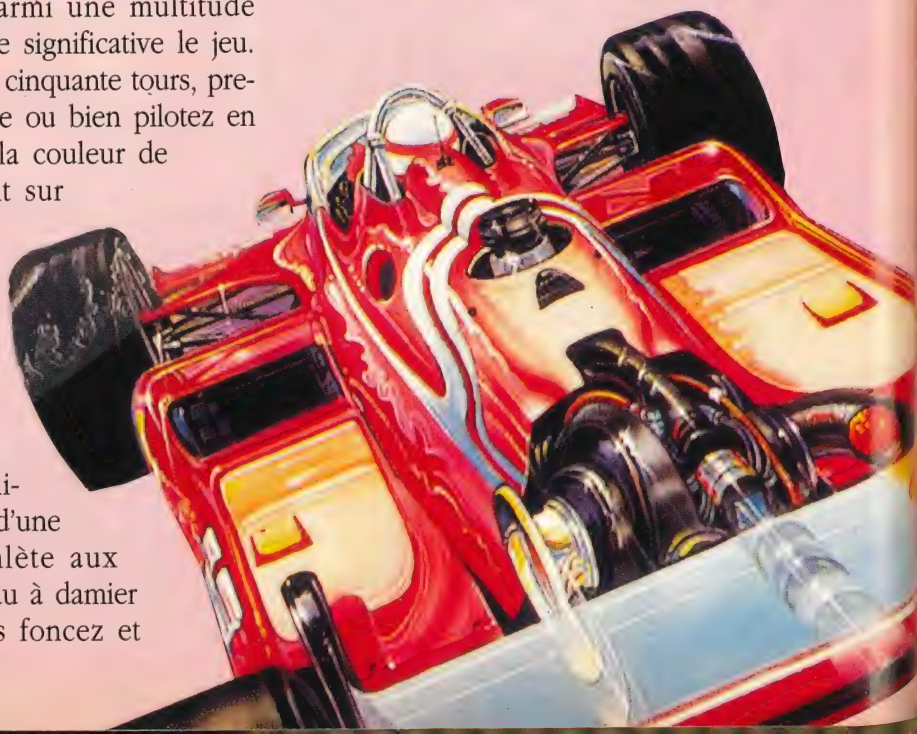 armi une multitude
e significative le jeu.
cinquante tours, pre-
e ou bien pilotez en
la couleur de
t sur
i-
d'une
lète aux
u à damier
s foncez et